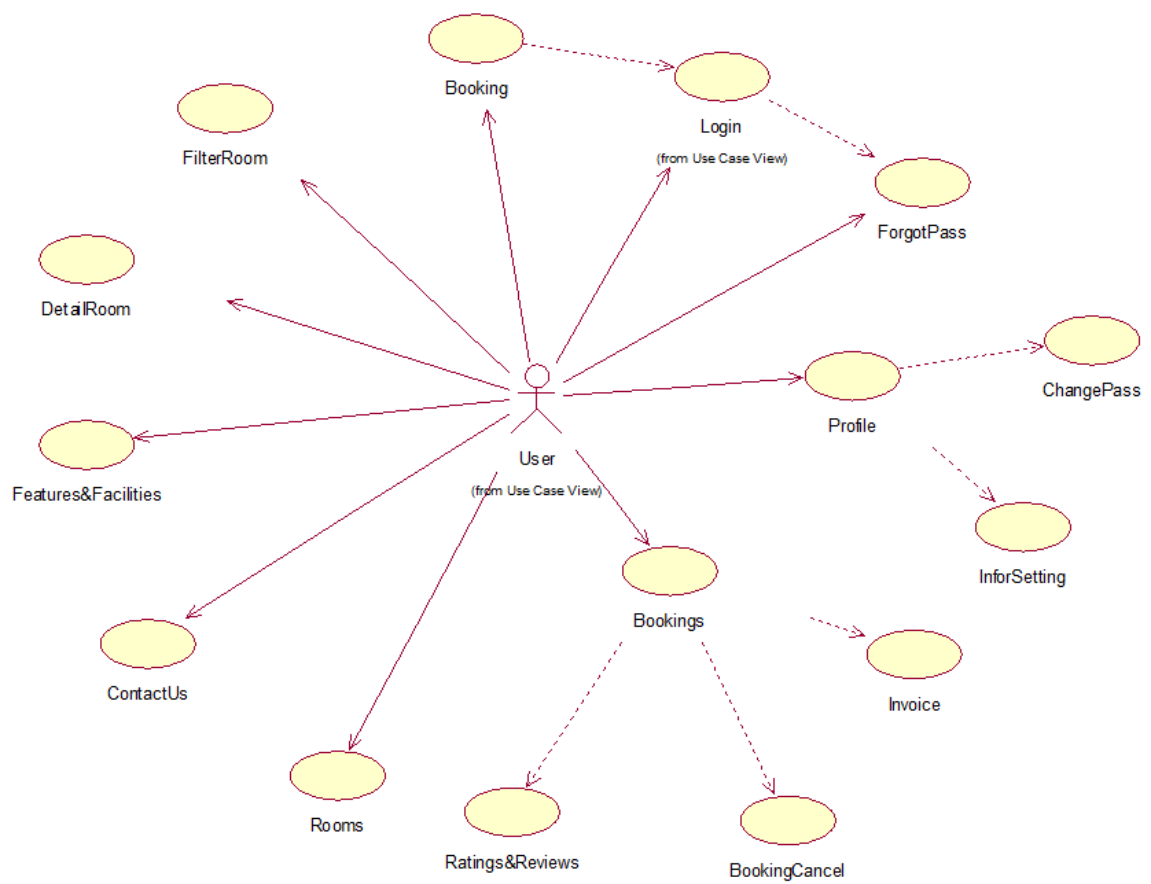 Booking
Login
(from Use Case View)
FilterRoom
ForgotPass
DetailRoom
ChangePass
Profile
User
(from Use Case View)
Features&Facilities
InforSetting
Bookings
ContactUs
Invoice
Rooms
Ratings&Reviews
BookingCancel